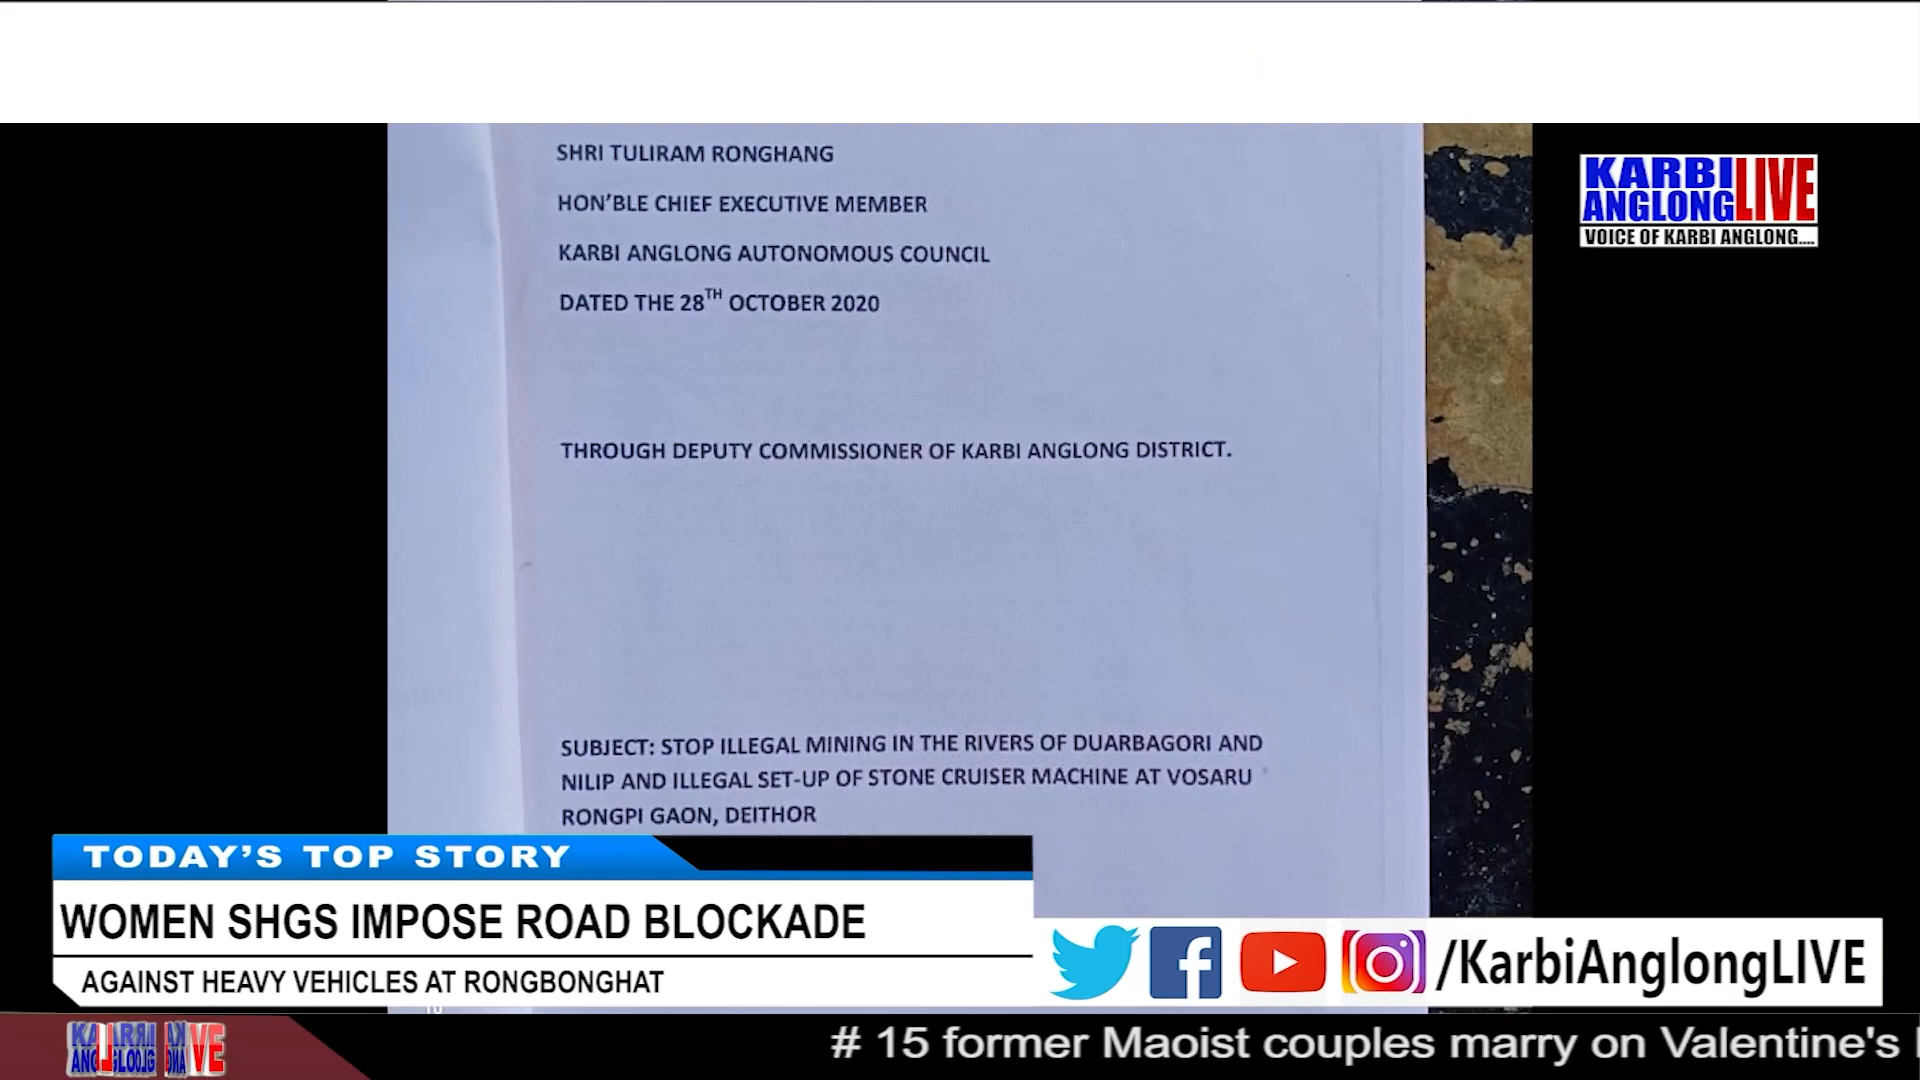 SHRI TULIRAM RONGHANG
HON'BLE CHIEF EXECUTIVE MEMBER
KARBI ANGLONG AUTONOMOUS COUNCIL
DATED THE 28TH OCTOBER 2020
THROUGH DEPUTY COMMISSIONER OF KARBI ANGLONG DISTRICT.
SUBJECT: STOP ILLEGAL MINING IN THE RIVERS OF DUARBAGORI AND
NILIP AND ILLEGAL SET-UP OF STONE CRUISER MACHINE AT VOSARU
RONGPI GAON, DEITHOR
KARBI
ANGLONG LIVE
VOICE OF KARBI ANGLONG....
TODAY'S TOP STORY
WOMEN SHGS IMPOSE ROAD BLOCKADE
AGAINST HEAVY VEHICLES AT RONGBONGHAT
/KarbiAnglongLIVE
# 15 former Maoist couples marry on Valentine's